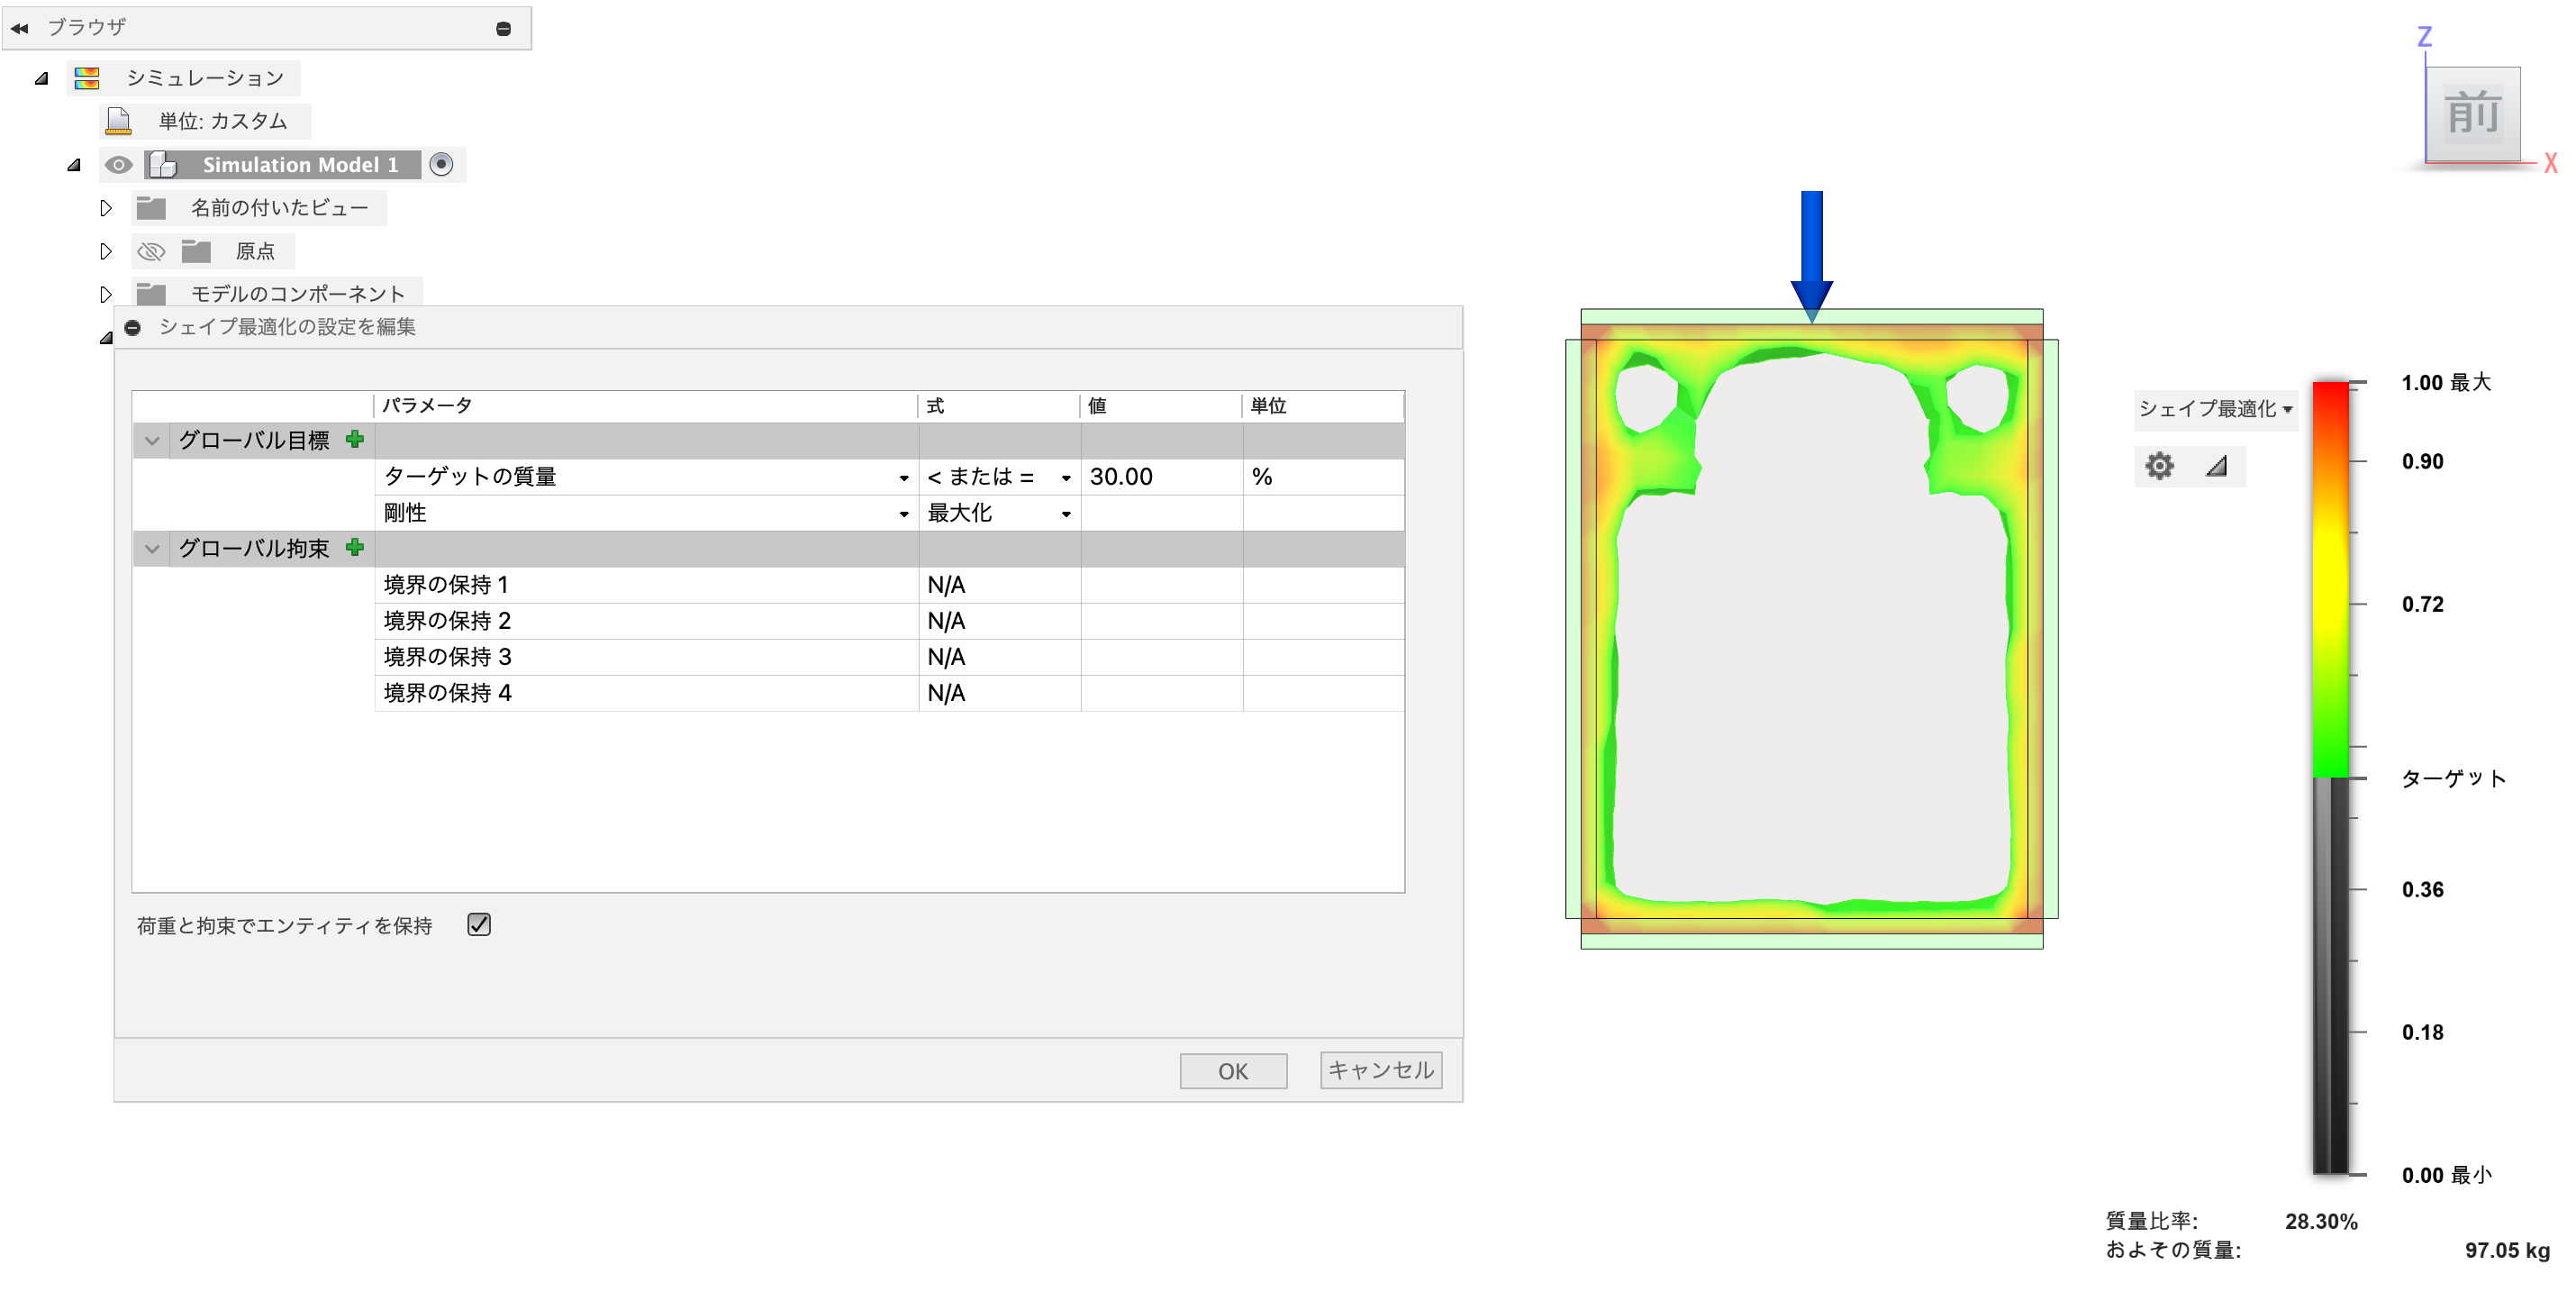 ブラウザ
シミュレーション
単位: カスタム
Simulation Model 1
名前の付いたビュー
原点
モデルのコンポーネント
シェイプ最適化の設定を編集
パラメータ 式 値 単位
グローバル目標
ターゲットの質量 < または = 30.00 %
剛性 最大化
グローバル拘束
境界の保持 1 N/A
境界の保持 2 N/A
境界の保持 3 N/A
境界の保持 4 N/A
荷重と拘束でエンティティを保持
OK キャンセル
Z
前
X
シェイプ最適化
1.00 最大
0.90
0.72
ターゲット
0.36
0.18
0.00 最小
質量比率: 28.30%
およその質量: 97.05 kg